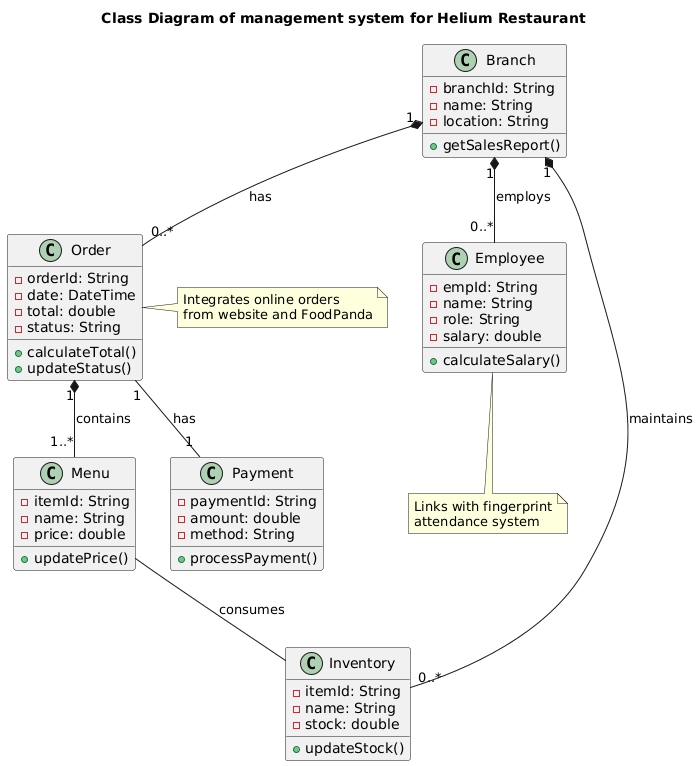 Class Diagram of management system for Helium Restaurant
C Branch
branchId: String
name: String
location: String
getSalesReport()
1
1
1
has
employs
0..*
0..*
C Order
orderId: String
date: DateTime
total: double
status: String
calculateTotal()
updateStatus()
Integrates online orders
from website and FoodPanda
C Employee
empId: String
name: String
role: String
salary: double
calculateSalary()
1
1
contains
has
maintains
1..*
1
C Menu
itemId: String
name: String
price: double
updatePrice()
C Payment
paymentId: String
amount: double
method: String
processPayment()
Links with fingerprint
attendance system
consumes
0..*
C Inventory
itemId: String
name: String
stock: double
updateStock()